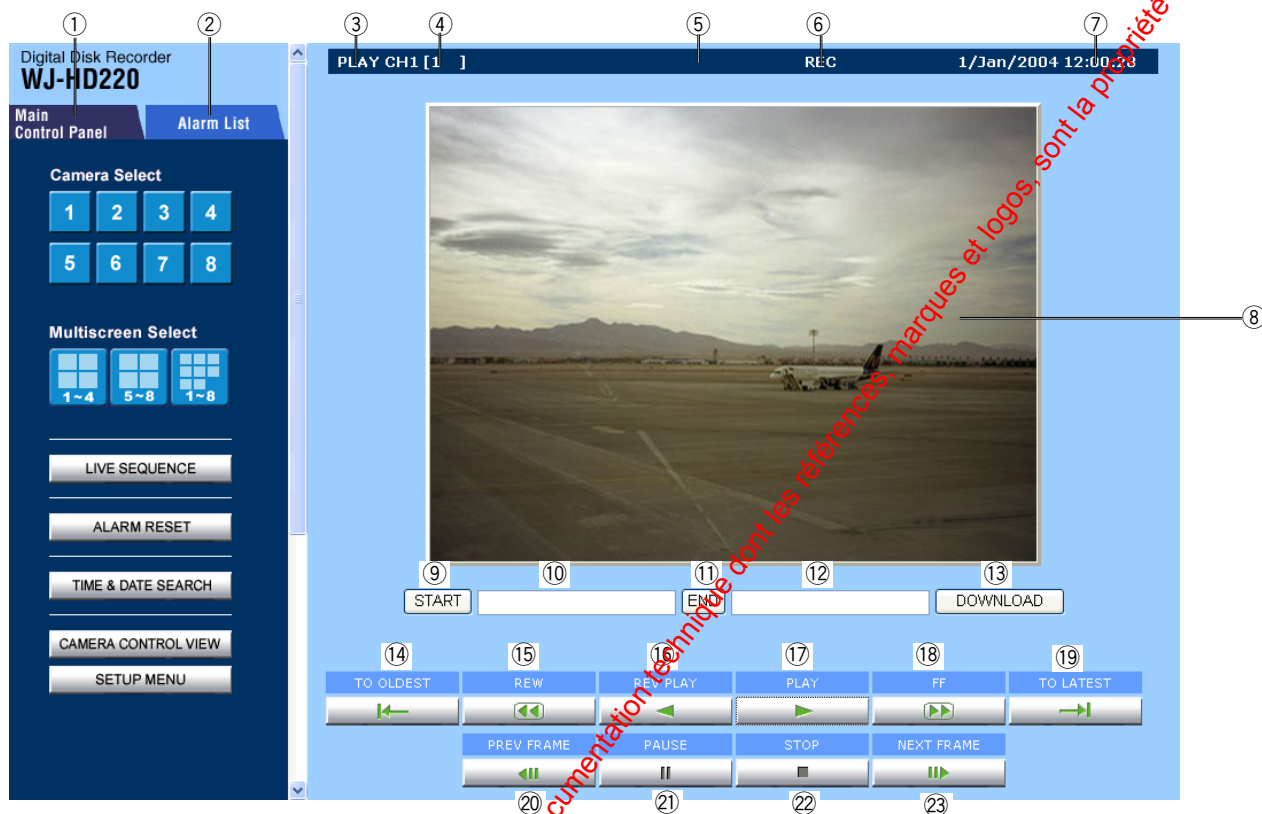 ① ② ③ ④ ⑤ ⑥ ⑦
Digital Disk Recorder
WJ-HD220
Main
Control Panel
Alarm List
PLAY CH1 [1 ]
REC
1/Jan/2004 12:00:28
Camera Select
1 2 3 4
5 6 7 8
Multiscreen Select
1~4 5~8 1~8
LIVE SEQUENCE
ALARM RESET
TIME & DATE SEARCH
CAMERA CONTROL VIEW
SETUP MENU
⑧
⑨ ⑩ ⑪ ⑫ ⑬
START END DOWNLOAD
⑭ ⑮ ⑯ ⑰ ⑱ ⑲
TO OLDEST REW REV PLAY PLAY FF TO LATEST
PREV FRAME PAUSE STOP NEXT FRAME
⑳ ㉑ ㉒ ㉓
cumentation technique dont les références, marques et logos, sont la propriété